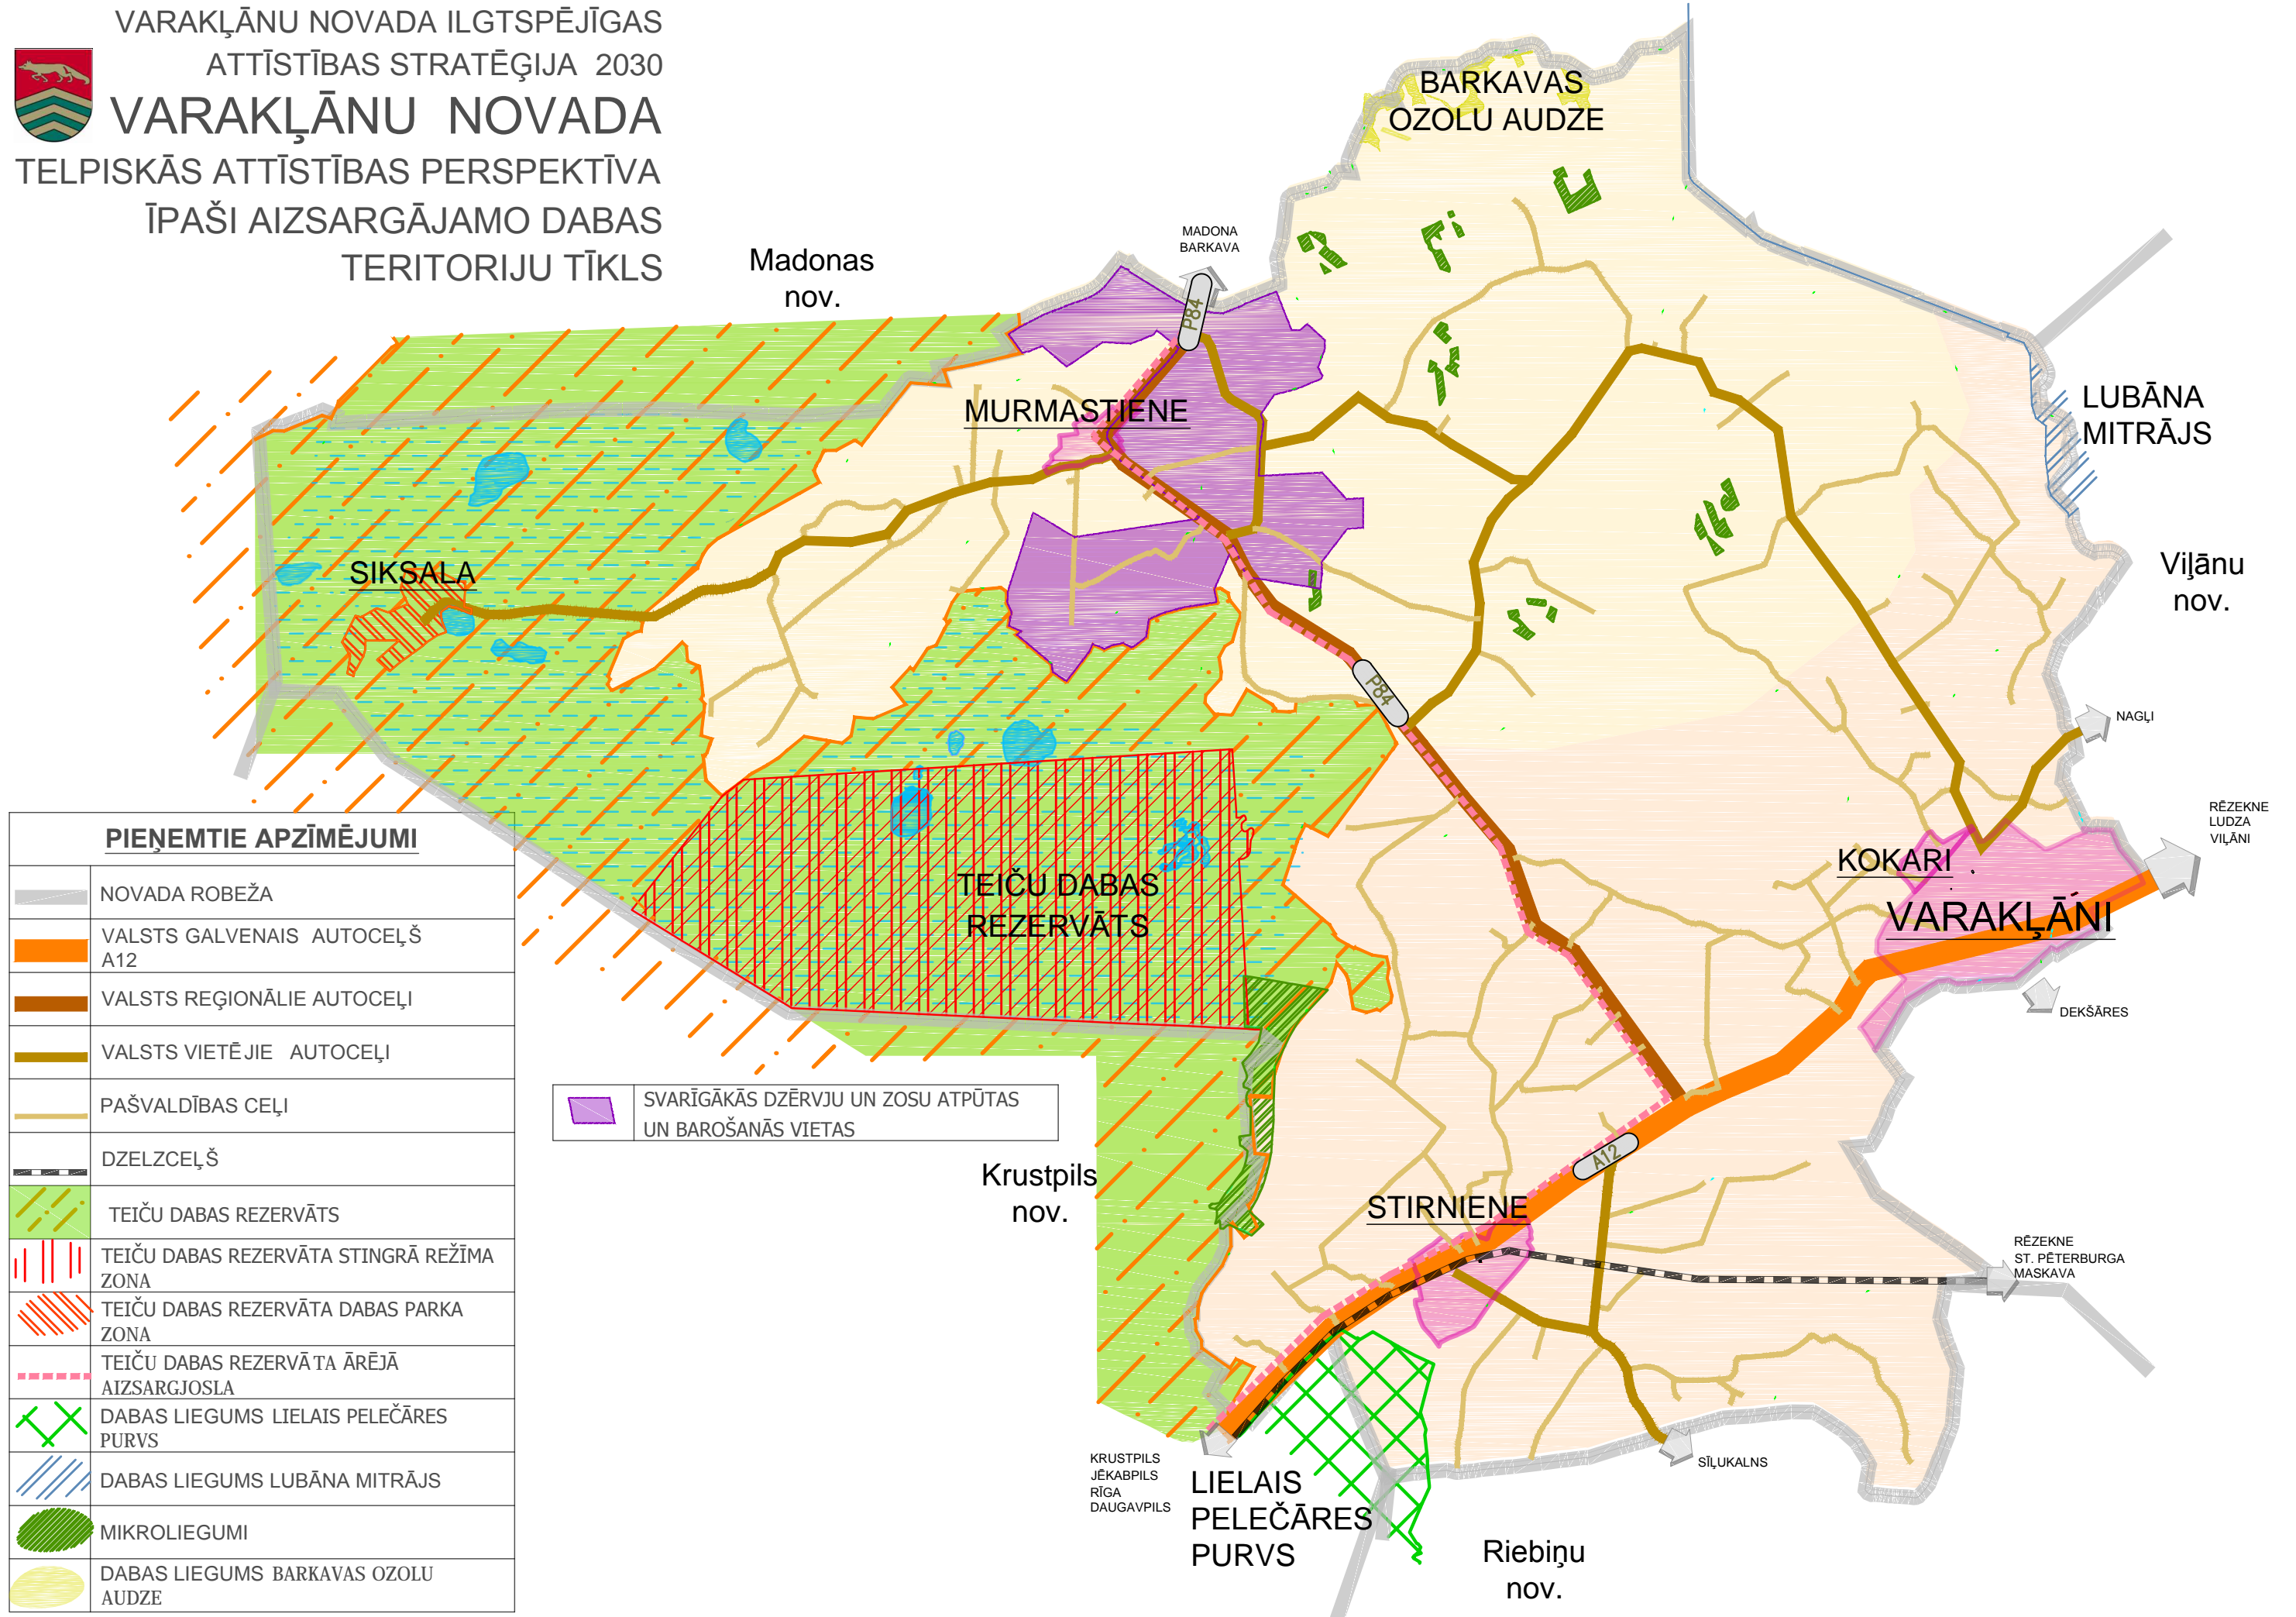 VARAKĻĀNU NOVADA ILGTSPĒJĪGAS
ATTĪSTĪBAS STRATĒĢIJA 2030
VARAKĻĀNU NOVADA
TELPISKĀS ATTĪSTĪBAS PERSPEKTĪVA
ĪPAŠI AIZSARGĀJAMO DABAS
TERITORIJU TĪKLS
BARKAVAS
OZOLU AUDZE
MADONA
BARKAVA
Madonas
nov.
P84
MURMASTIENE
LUBĀNA
MITRĀJS
SIKSALA
Viļānu
nov.
P84
NAGĻI
RĒZEKNE
LUDZA
VIĻĀNI
KOKARI
VARAKĻĀNI
TEIČU DABAS
REZERVĀTS
DEKŠĀRES
A12
Krustpils
nov.
STIRNIENE
RĒZEKNE
ST. PĒTERBURGA
MASKAVA
KRUSTPILS
JĒKABPILS
RĪGA
DAUGAVPILS
LIELAIS
PELEČĀRES
PURVS
SĪĻUKALNS
Riebiņu
nov.
PIEŅEMTIE APZĪMĒJUMI
NOVADA ROBEŽA
VALSTS GALVENAIS AUTOCEĻŠ
A12
VALSTS REĢIONĀLIE AUTOCEĻI
VALSTS VIETĒJIE AUTOCEĻI
PAŠVALDĪBAS CEĻI
DZELZCEĻŠ
TEIČU DABAS REZERVĀTS
TEIČU DABAS REZERVĀTA STINGRĀ REŽĪMA
ZONA
TEIČU DABAS REZERVĀTA DABAS PARKA
ZONA
TEIČU DABAS REZERVĀTA ĀRĒJĀ
AIZSARGJOSLA
DABAS LIEGUMS LIELAIS PELEČĀRES
PURVS
DABAS LIEGUMS LUBĀNA MITRĀJS
MIKROLIEGUMI
DABAS LIEGUMS BARKAVAS OZOLU
AUDZE
SVARĪGĀKĀS DZĒRVJU UN ZOSU ATPŪTAS
UN BAROŠANĀS VIETAS